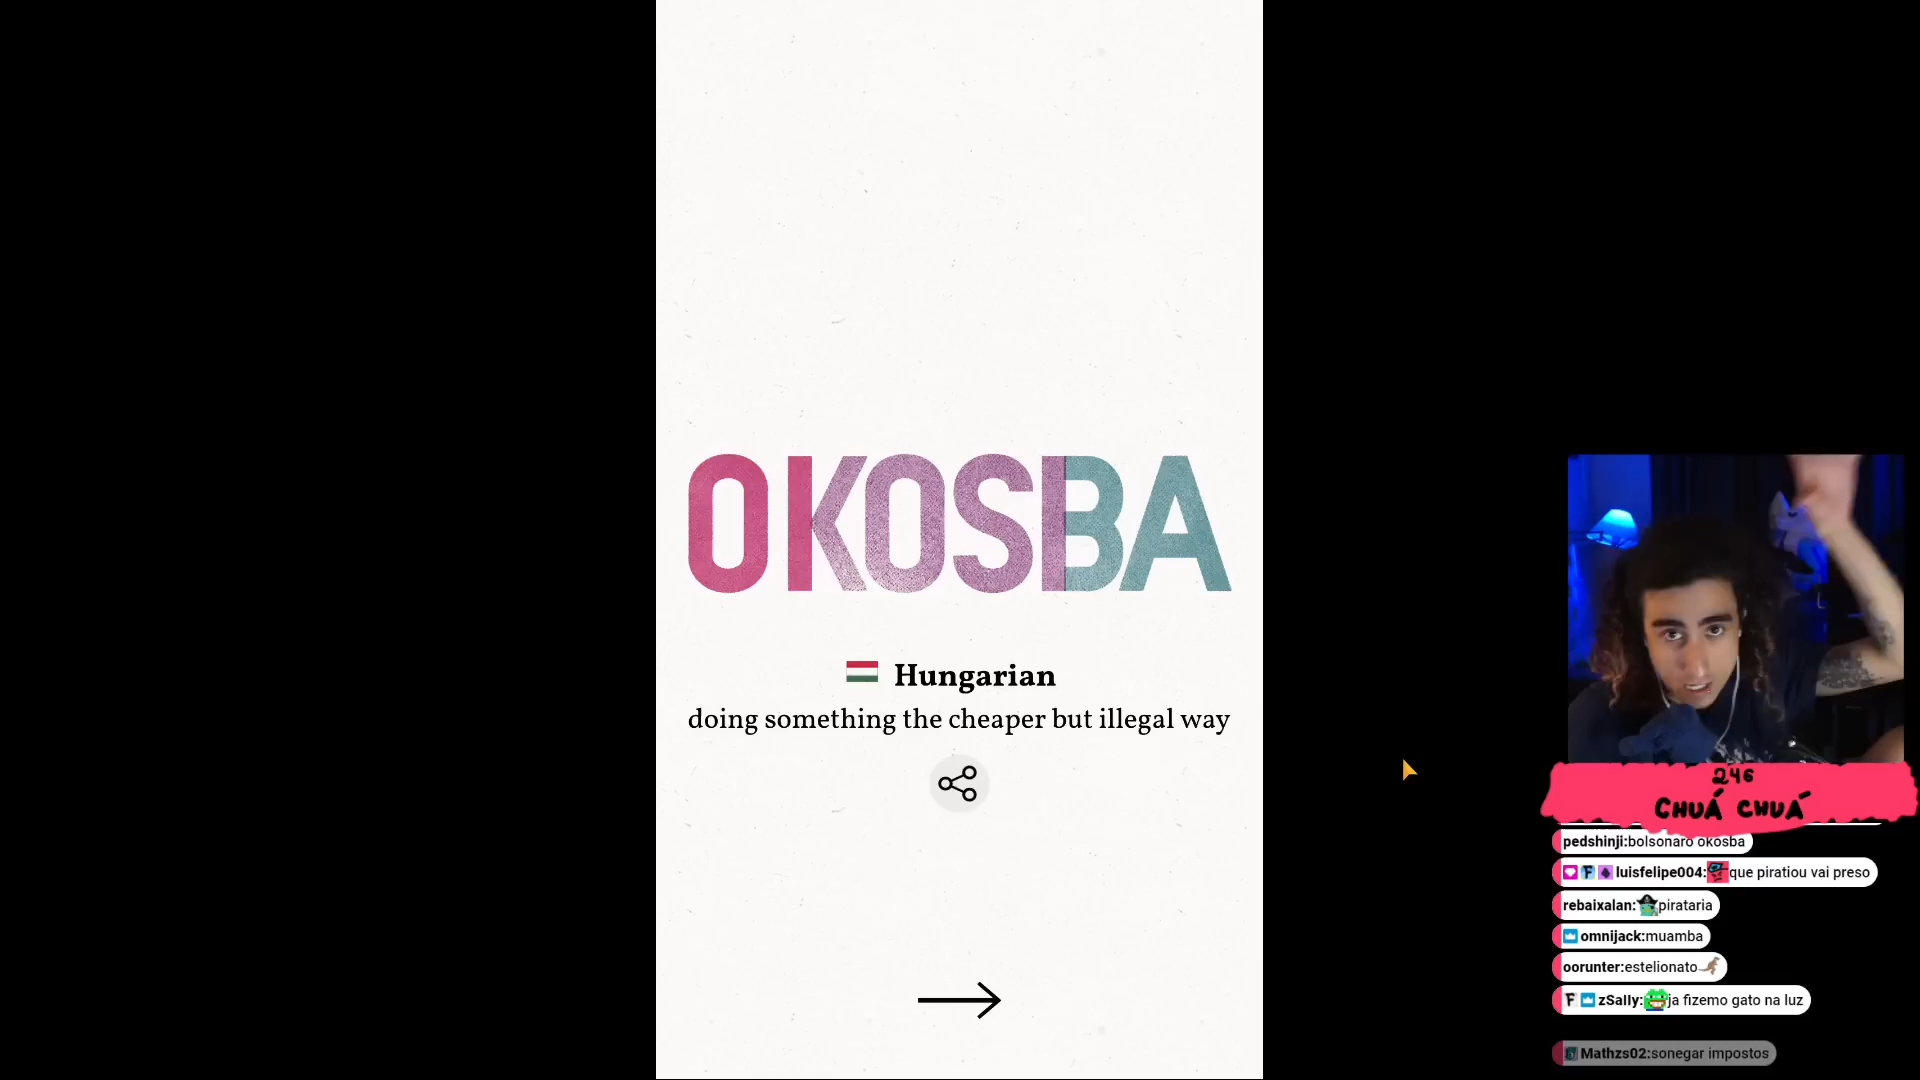 OKOSBA
Hungarian
doing something the cheaper but illegal way
246
CHUÁ CHUÁ
pedshinji:bolsonaro okosba
luisfelipe004:que piratiou vai preso
rebaixalan:pirataria
omnijack:muamba
oorunter:estelionato
zSally:ja fizemo gato na luz
Mathzs02:sonegar impostos